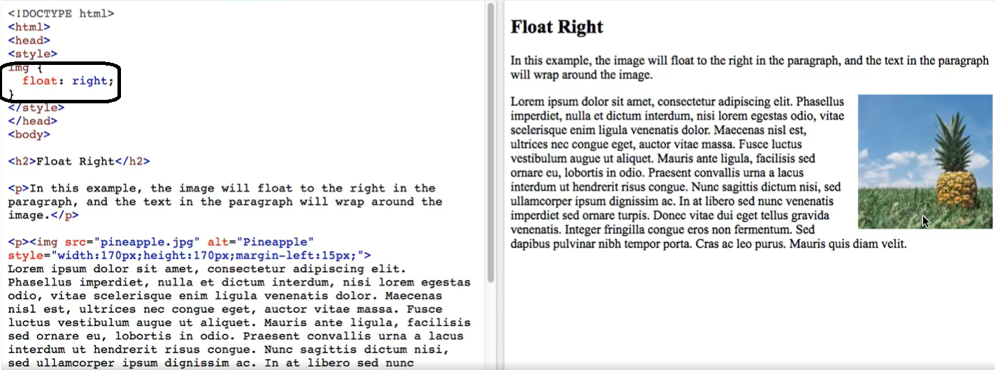 <!DOCTYPE html>
<html>
<head>
<style>
img {
  float: right;
}
</style>
</head>
<body>
<h2>Float Right</h2>
<p>In this example, the image will float to the right in the
paragraph, and the text in the paragraph will wrap around the
image.</p>
<p><img src="pineapple.jpg" alt="Pineapple"
style="width:170px;height:170px;margin-left:15px;">
Lorem ipsum dolor sit amet, consectetur adipiscing elit.
Phasellus imperdiet, nulla et dictum interdum, nisi lorem egestas
odio, vitae scelerisque enim ligula venenatis dolor. Maecenas
nisl est, ultrices nec congue eget, auctor vitae massa. Fusce
luctus vestibulum augue ut aliquet. Mauris ante ligula, facilisis
sed ornare eu, lobortis in odio. Praesent convallis urna a lacus
interdum ut hendrerit risus congue. Nunc sagittis dictum nisi,
sed ullamcorper ipsum dignissim ac. In at libero sed nunc
Float Right
In this example, the image will float to the right in the paragraph, and the text in the paragraph
will wrap around the image.
Lorem ipsum dolor sit amet, consectetur adipiscing elit. Phasellus
imperdiet, nulla et dictum interdum, nisi lorem egestas odio, vitae
scelerisque enim ligula venenatis dolor. Maecenas nisl est,
ultrices nec congue eget, auctor vitae massa. Fusce luctus
vestibulum augue ut aliquet. Mauris ante ligula, facilisis sed
ornare eu, lobortis in odio. Praesent convallis urna a lacus
interdum ut hendrerit risus congue. Nunc sagittis dictum nisi, sed
ullamcorper ipsum dignissim ac. In at libero sed nunc venenatis
imperdiet sed ornare turpis. Donec vitae dui eget tellus gravida
venenatis. Integer fringilla congue eros non fermentum. Sed
dapibus pulvinar nibh tempor porta. Cras ac leo purus. Mauris quis diam velit.